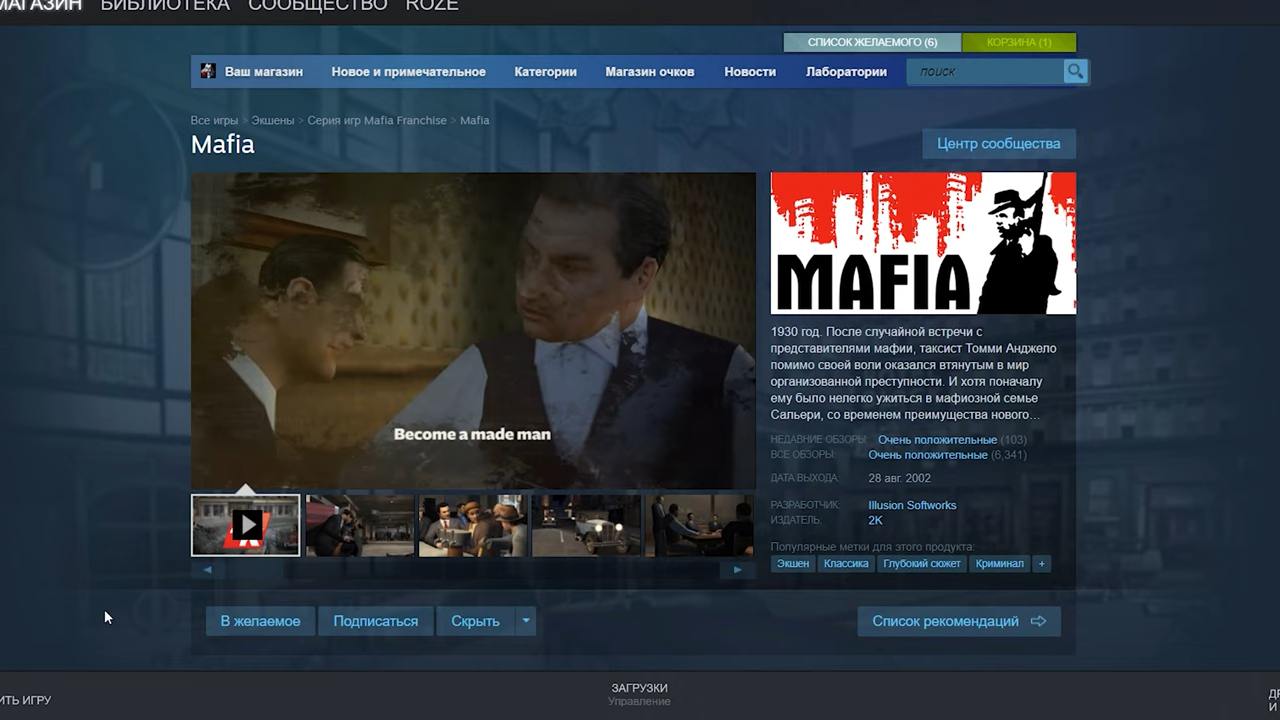 МАГАЗИН БИБЛИОТЕКА СООБЩЕСТВО ROZE
СПИСОК ЖЕЛАЕМОГО (6) КОРЗИНА (1)
Ваш магазин Новое и примечательное Категории Магазин очков Новости Лаборатории поиск
Все игры > Экшены > Серия игр Mafia Franchise > Mafia
Mafia
Центр сообщества
Become a made man
MAFIA
1930 год. После случайной встречи с
представителями мафии, таксист Томми Анджело
помимо своей воли оказался втянутым в мир
организованной преступности. И хотя поначалу
ему было нелегко ужиться в мафиозной семье
Сальери, со временем преимущества нового...
НЕДАВНИЕ ОБЗОРЫ: Очень положительные (103)
ВСЕ ОБЗОРЫ: Очень положительные (6,341)
ДАТА ВЫХОДА: 28 авг. 2002
РАЗРАБОТЧИК: Illusion Softworks
ИЗДАТЕЛЬ: 2K
Популярные метки для этого продукта:
Экшен Классика Глубокий сюжет Криминал +
В желаемое Подписаться Скрыть Список рекомендаций
ИТЬ ИГРУ
ЗАГРУЗКИ
Управление